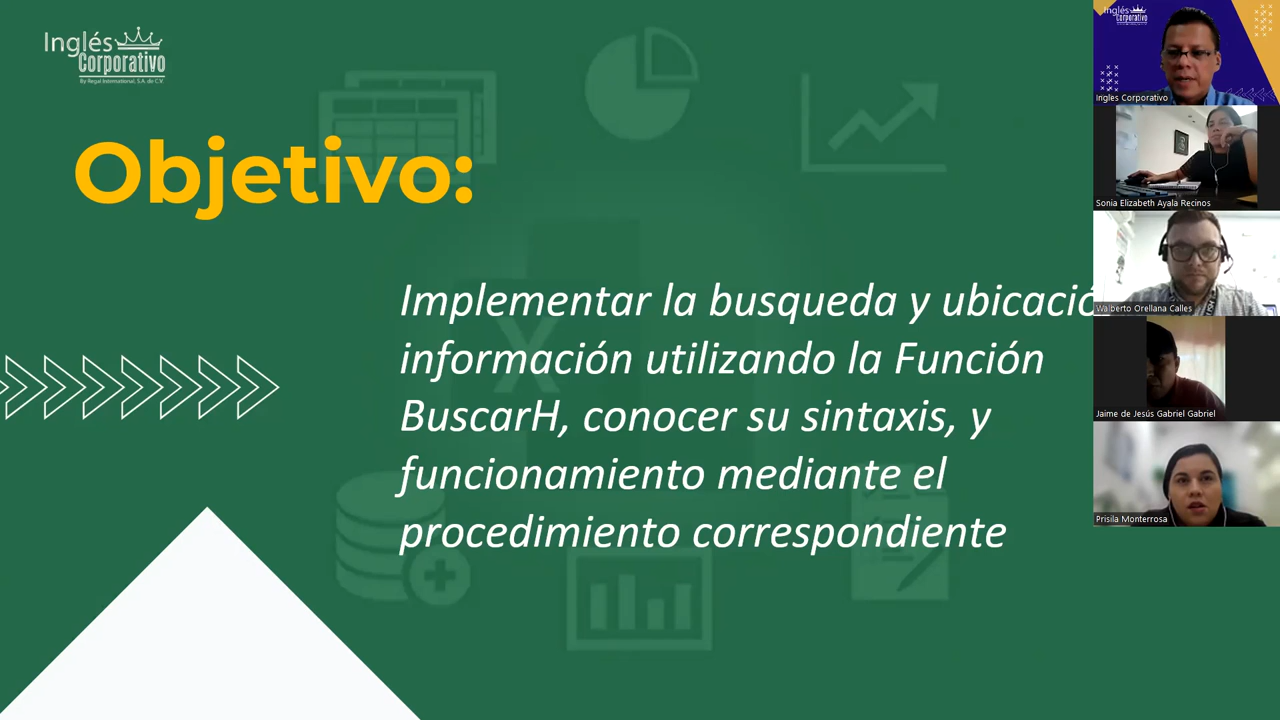 Inglés
Corporativo
By Regal International, S.A. de C.V.
Objetivo:
Implementar la busqueda y ubicació
información utilizando la Función
BuscarH, conocer su sintaxis, y
funcionamiento mediante el
procedimiento correspondiente
Inglés
Corporativo
Ingles Corporativo
Sonia Elizabeth Ayala Recinos
Walberto Orellana Calles
Jaime de Jesús Gabriel Gabriel
Prisila Monterrosa